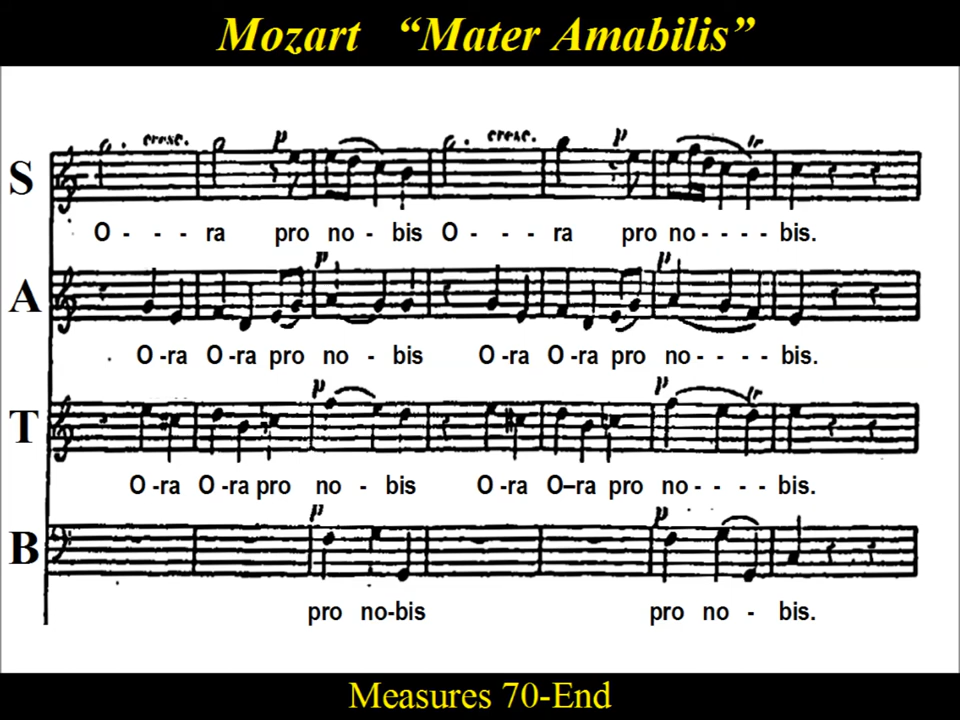 Mozart “Mater Amabilis”
cresc. p cresc. p tr
S
O - - - ra pro no - bis O - - - ra pro no - - - - bis.
p p
A
O -ra O -ra pro no - bis O -ra O -ra pro no - - - - bis.
p p tr
T
O -ra O -ra pro no - bis O -ra O–ra pro no - - - - bis.
p p
B
pro no-bis pro no - bis.
Measures 70-End